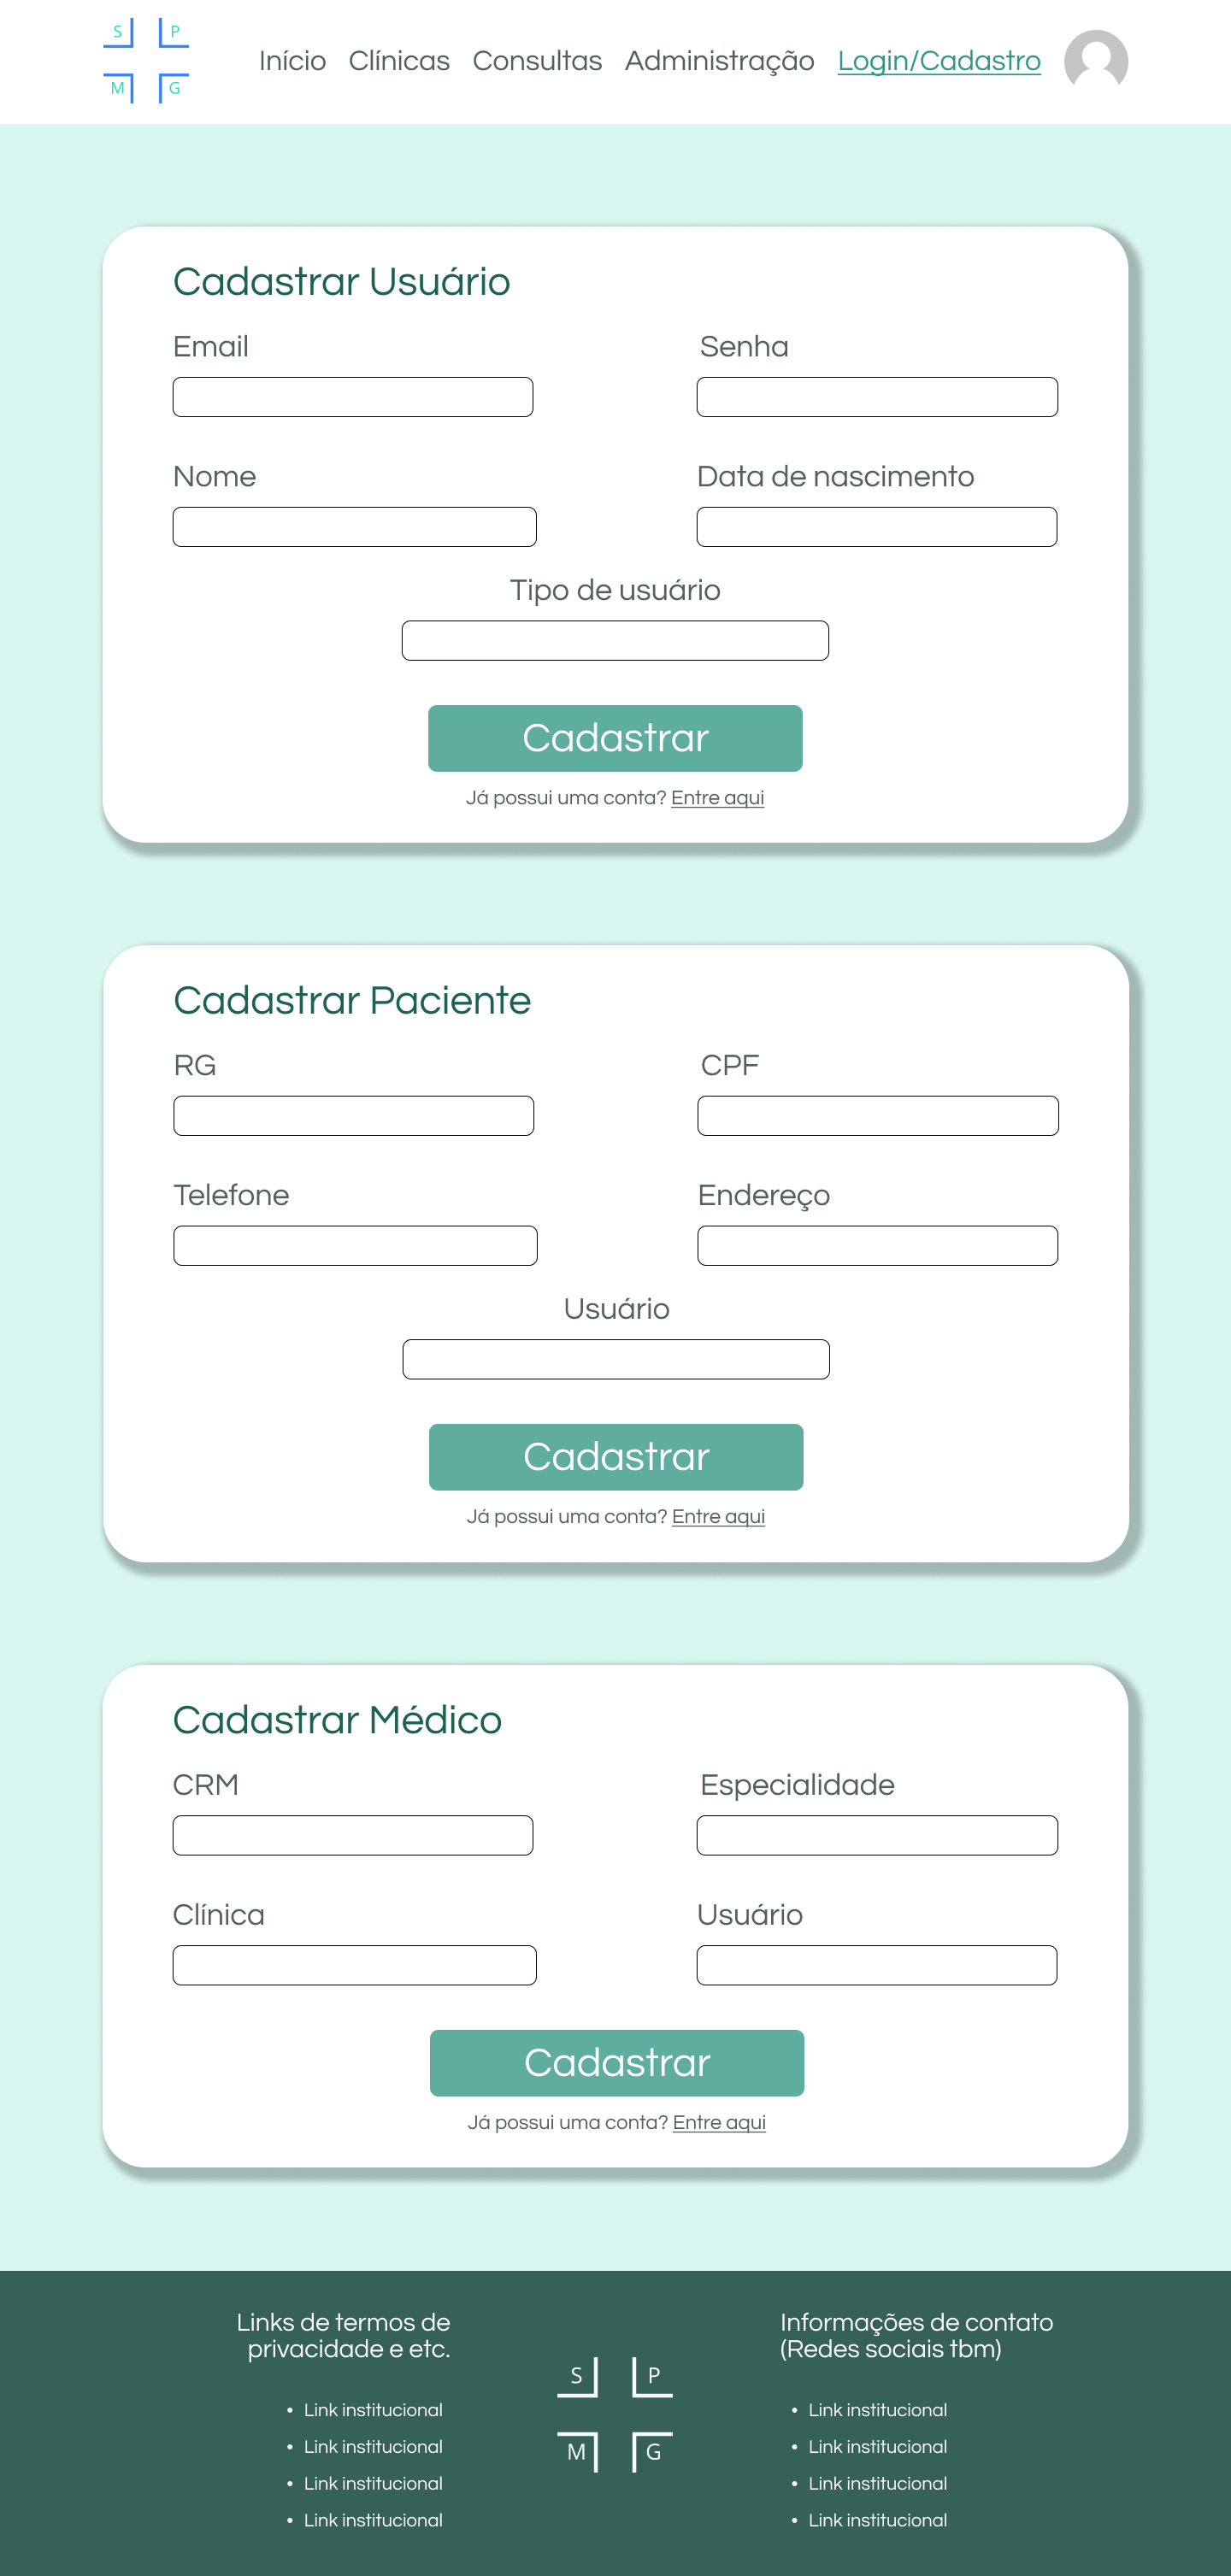 S P
M G
Início Clínicas Consultas Administração Login/Cadastro
Cadastrar Usuário
Email Senha
Nome Data de nascimento
Tipo de usuário
Cadastrar
Já possui uma conta? Entre aqui
Cadastrar Paciente
RG CPF
Telefone Endereço
Usuário
Cadastrar
Já possui uma conta? Entre aqui
Cadastrar Médico
CRM Especialidade
Clínica Usuário
Cadastrar
Já possui uma conta? Entre aqui
Links de termos de
privacidade e etc.
• Link institucional
• Link institucional
• Link institucional
• Link institucional
S P
M G
Informações de contato
(Redes sociais tbm)
• Link institucional
• Link institucional
• Link institucional
• Link institucional